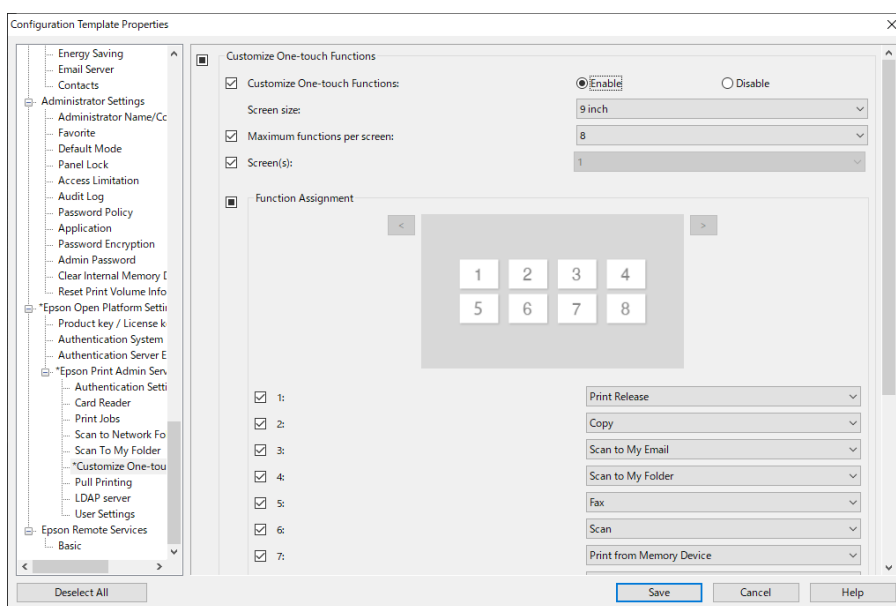 Configuration Template Properties
Energy Saving
Email Server
Contacts
Administrator Settings
Administrator Name/Co
Favorite
Default Mode
Panel Lock
Access Limitation
Audit Log
Password Policy
Application
Password Encryption
Admin Password
Clear Internal Memory D
Reset Print Volume Info
*Epson Open Platform Settin
Product key / License k
Authentication System
Authentication Server E
*Epson Print Admin Serv
Authentication Setti
Card Reader
Print Jobs
Scan to Network Fo
Scan To My Folder
*Customize One-tou
Pull Printing
LDAP server
User Settings
Epson Remote Services
Basic
Customize One-touch Functions
Customize One-touch Functions: Enable Disable
Screen size: 9 inch
Maximum functions per screen: 8
Screen(s): 1
Function Assignment
< >
1 2 3 4
5 6 7 8
1: Print Release
2: Copy
3: Scan to My Email
4: Scan to My Folder
5: Fax
6: Scan
7: Print from Memory Device
Deselect All Save Cancel Help